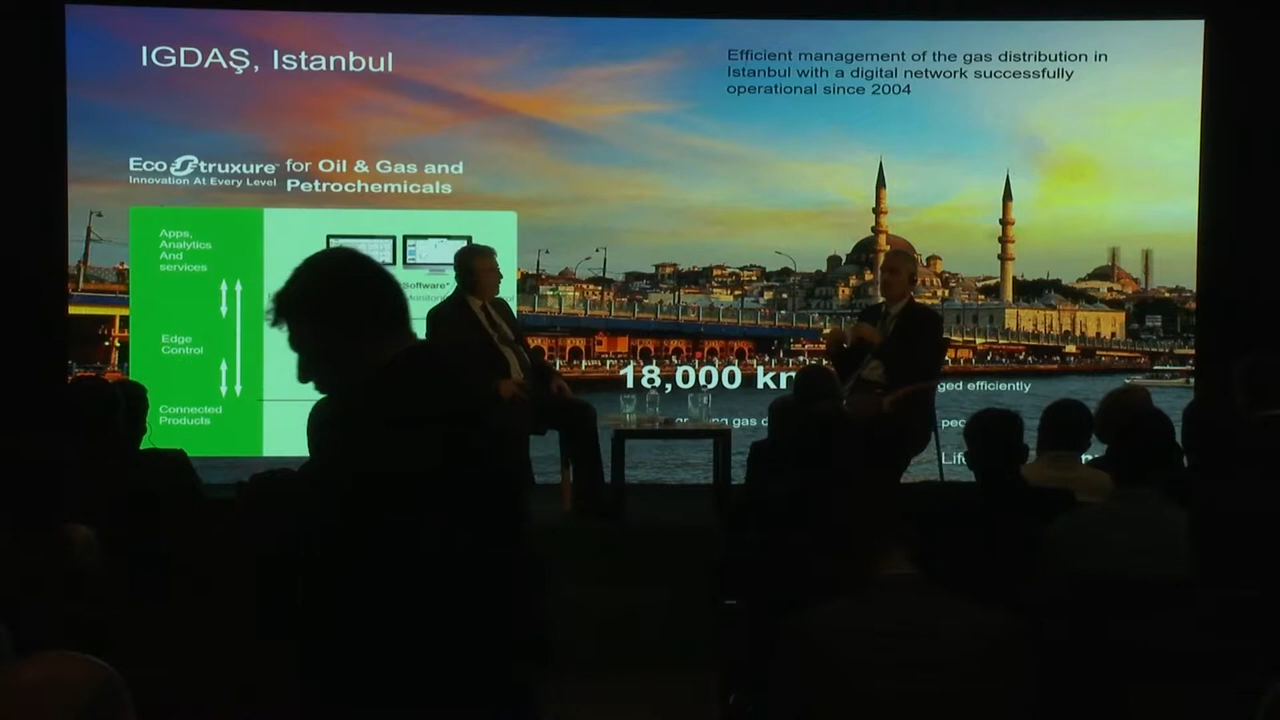 IGDAŞ, Istanbul
Efficient management of the gas distribution in
Istanbul with a digital network successfully
operational since 2004
EcoStruxure for Oil & Gas and
Innovation At Every Level Petrochemicals
Apps,
Analytics
And
services
Edge
Control
Connected
Products
Software*
18,000
efficiently
gas